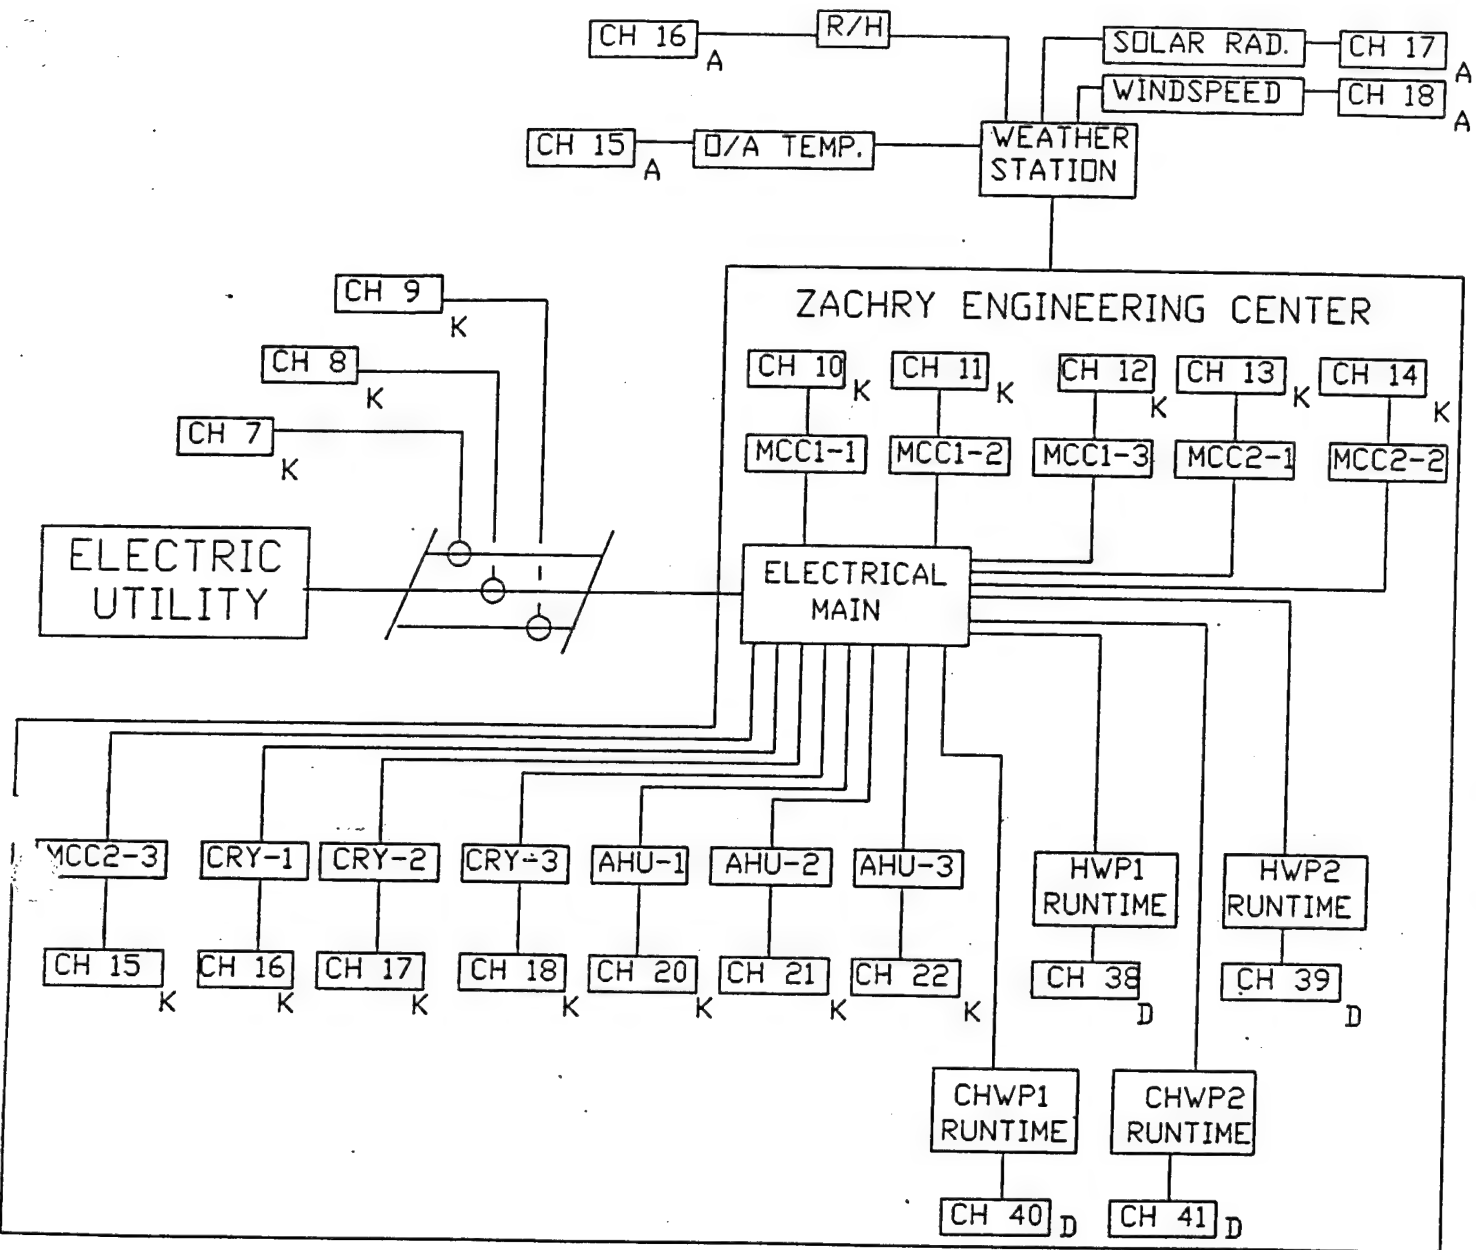 CH 16
A
R/H
SOLAR RAD.
CH 17
A
WINDSPEED
CH 18
A
CH 15
A
O/A TEMP.
WEATHER
STATION
ZACHRY ENGINEERING CENTER
CH 9
K
CH 8
K
CH 7
K
CH 10
K
CH 11
K
CH 12
K
CH 13
K
CH 14
K
MCC1-1
MCC1-2
MCC1-3
MCC2-1
MCC2-2
ELECTRIC
UTILITY
ELECTRICAL
MAIN
MCC2-3
CRY-1
CRY-2
CRY-3
AHU-1
AHU-2
AHU-3
HWP1
RUNTIME
HWP2
RUNTIME
CH 15
K
CH 16
K
CH 17
K
CH 18
K
CH 20
K
CH 21
K
CH 22
K
CH 38
D
CH 39
D
CHWP1
RUNTIME
CHWP2
RUNTIME
CH 40
D
CH 41
D